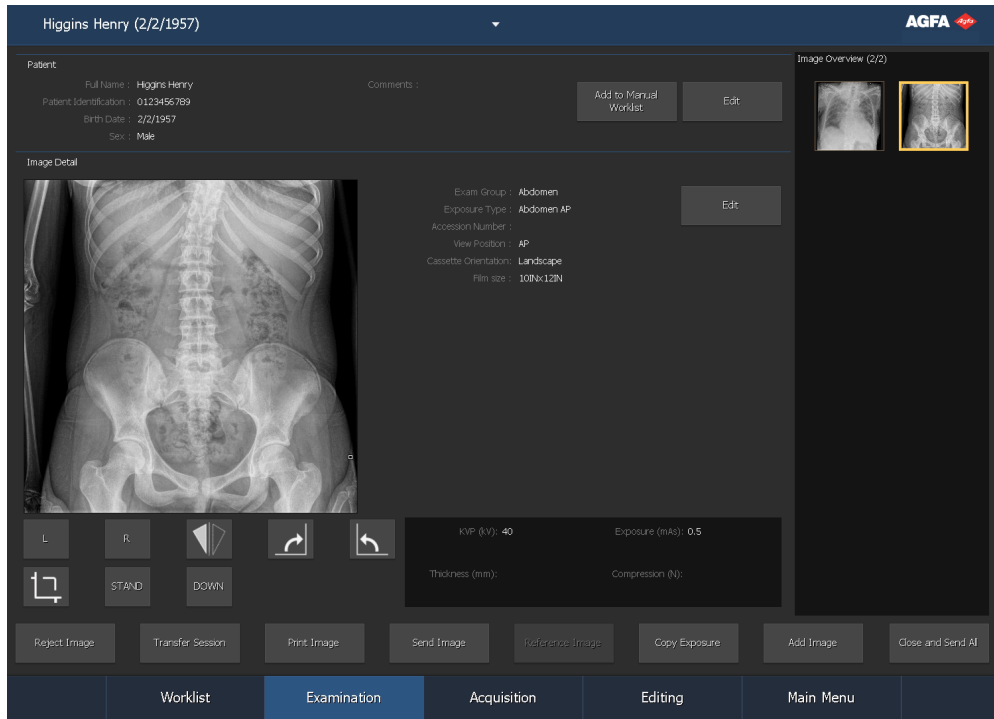 Higgins Henry (2/2/1957)
AGFA
Patient
Full Name : Higgins Henry
Patient Identification : 0123456789
Birth Date : 2/2/1957
Sex : Male
Comments :
Add to Manual
Worklist
Edit
Image Overview (2/2)
Image Detail
Exam Group : Abdomen
Exposure Type : Abdomen AP
Accession Number :
View Position : AP
Cassette Orientation: Landscape
Film size : 10INx12IN
Edit
L
R
STAND
DOWN
KVP (kV): 40
Exposure (mAs): 0.5
Thickness (mm):
Compression (N):
Reject Image
Transfer Session
Print Image
Send Image
Reference Image
Copy Exposure
Add Image
Close and Send All
Worklist
Examination
Acquisition
Editing
Main Menu